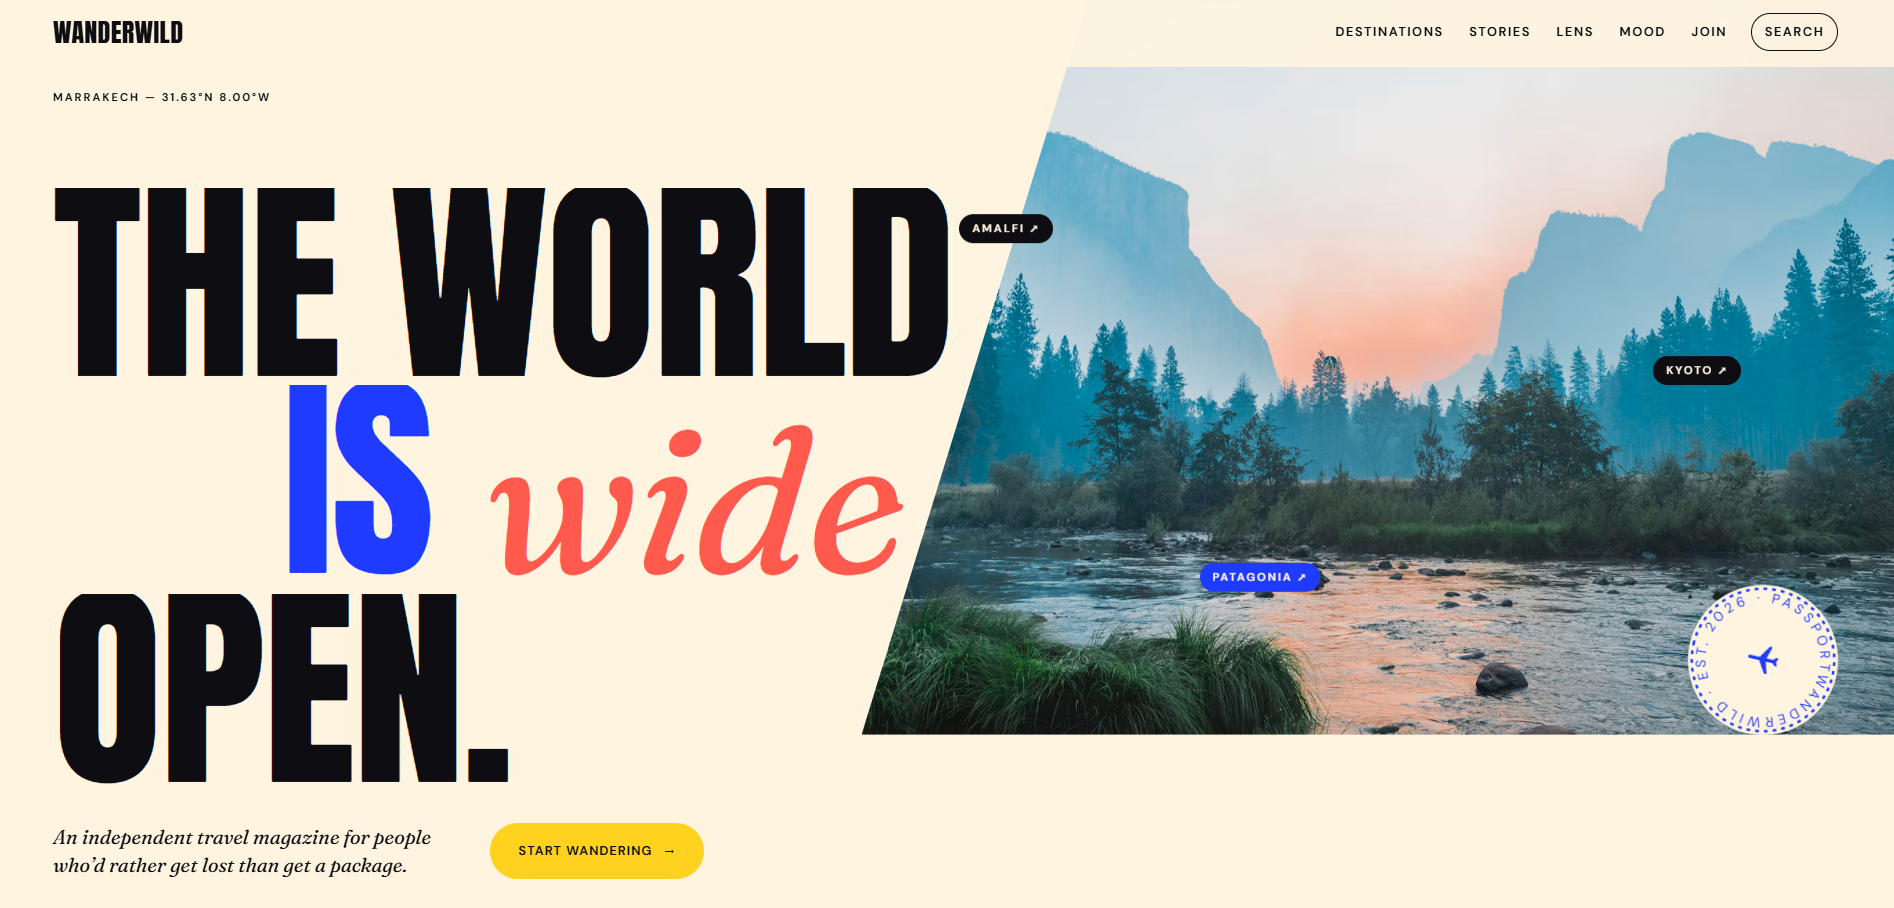 WANDERWILD
DESTINATIONS STORIES LENS MOOD JOIN SEARCH
MARRAKECH — 31.63°N 8.00°W
THE WORLD
AMALFI ↗
KYOTO ↗
IS wide
PATAGONIA ↗
OPEN.
PASSPORT WANDERWILD · EST. 2026 ·
An independent travel magazine for people
who’d rather get lost than get a package.
START WANDERING →